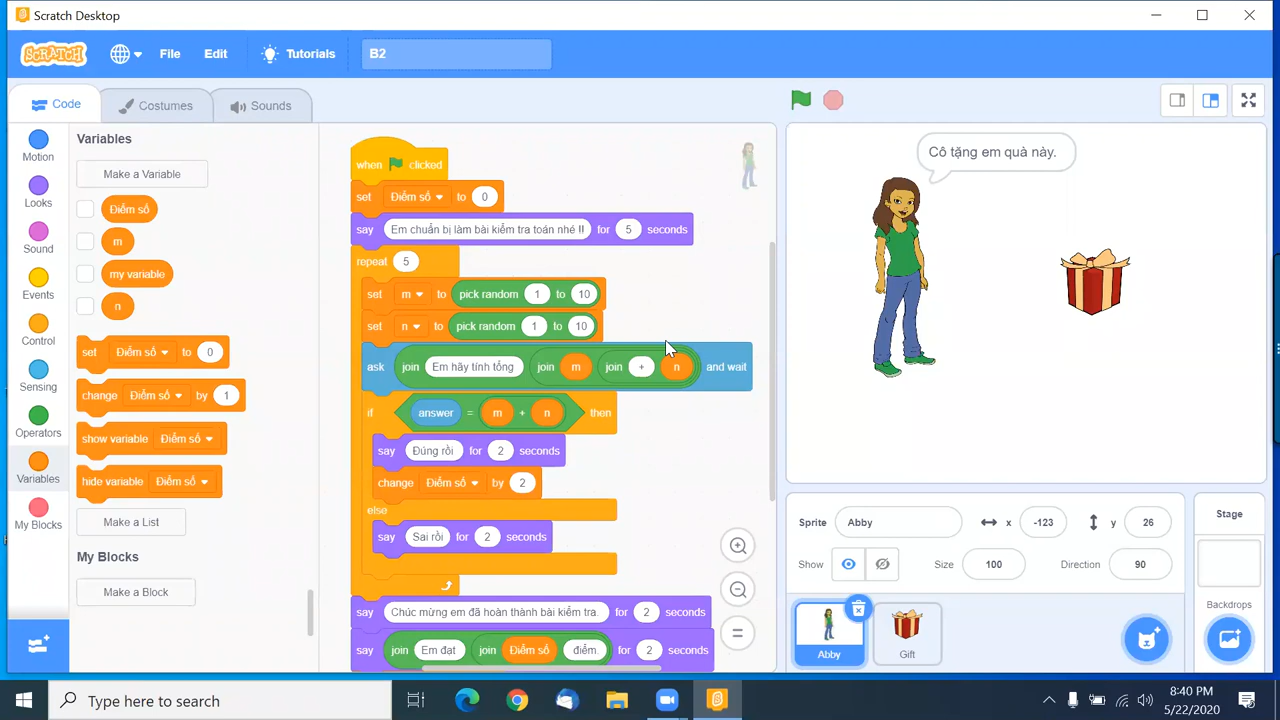 Scratch Desktop
SCRATCH File Edit Tutorials B2
Code Costumes Sounds
Motion
Looks
Sound
Events
Control
Sensing
Operators
Variables
My Blocks
Variables
Make a Variable
Điểm số
m
my variable
n
set Điểm số to 0
change Điểm số by 1
show variable Điểm số
hide variable Điểm số
Make a List
My Blocks
Make a Block
when clicked
set Điểm số to 0
say Em chuẩn bị làm bài kiểm tra toán nhé !! for 5 seconds
repeat 5
set m to pick random 1 to 10
set n to pick random 1 to 10
ask join Em hãy tính tổng join m join + n and wait
if answer = m + n then
say Đúng rồi for 2 seconds
change Điểm số by 2
else
say Sai rồi for 2 seconds
say Chúc mừng em đã hoàn thành bài kiểm tra. for 2 seconds
say join Em đạt join Điểm số điểm. for 2 seconds
Cô tặng em quà này.
Sprite Abby x -123 y 26
Show Size 100 Direction 90
Abby
Gift
Stage
Backdrops
Type here to search
8:40 PM
5/22/2020